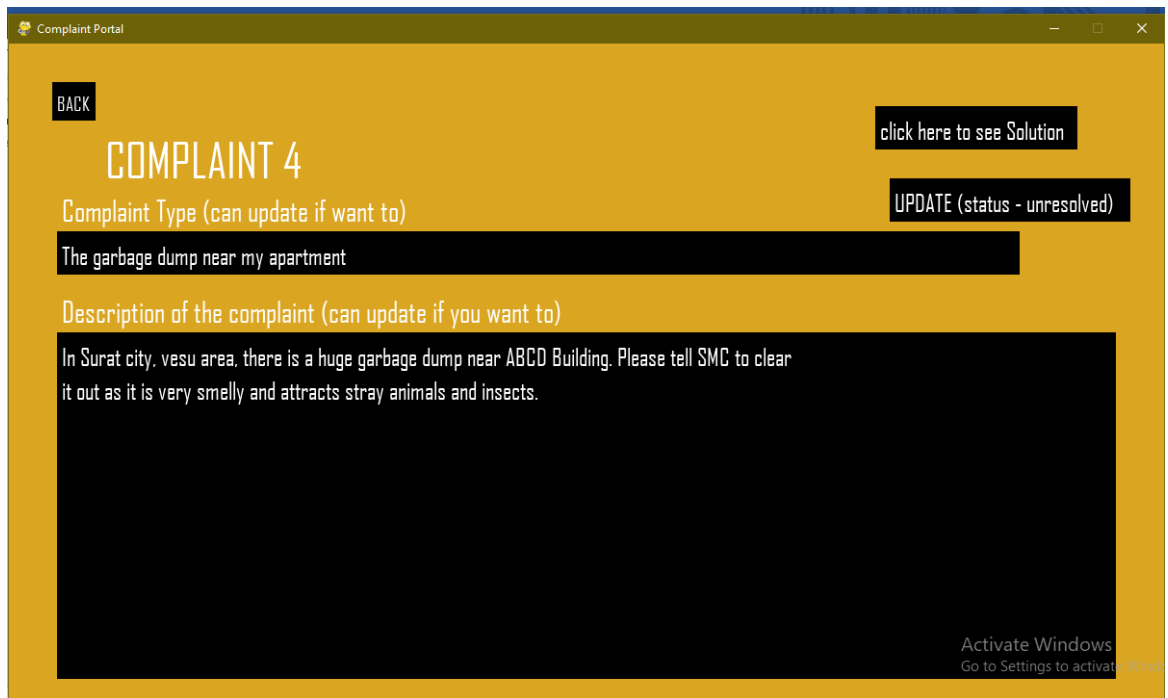 Complaint Portal
BACK
click here to see Solution
COMPLAINT 4
UPDATE (status - unresolved)
Complaint Type (can update if want to)
The garbage dump near my apartment
Description of the complaint (can update if you want to)
In Surat city, vesu area, there is a huge garbage dump near ABCD Building. Please tell SMC to clear
it out as it is very smelly and attracts stray animals and insects.
Activate Windows
Go to Settings to activate